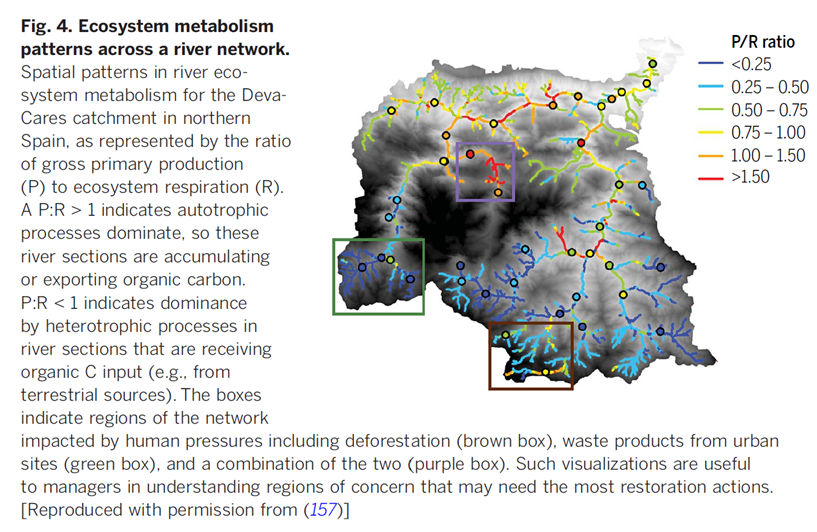 Fig. 4. Ecosystem metabolism
patterns across a river network.
Spatial patterns in river eco-
system metabolism for the Deva-
Cares catchment in northern
Spain, as represented by the ratio
of gross primary production
(P) to ecosystem respiration (R).
A P:R > 1 indicates autotrophic
processes dominate, so these
river sections are accumulating
or exporting organic carbon.
P:R < 1 indicates dominance
by heterotrophic processes in
river sections that are receiving
organic C input (e.g., from
terrestrial sources). The boxes
indicate regions of the network
impacted by human pressures including deforestation (brown box), waste products from urban
sites (green box), and a combination of the two (purple box). Such visualizations are useful
to managers in understanding regions of concern that may need the most restoration actions.
[Reproduced with permission from (157)]
P/R ratio
<0.25
0.25 – 0.50
0.50 – 0.75
0.75 – 1.00
1.00 – 1.50
>1.50